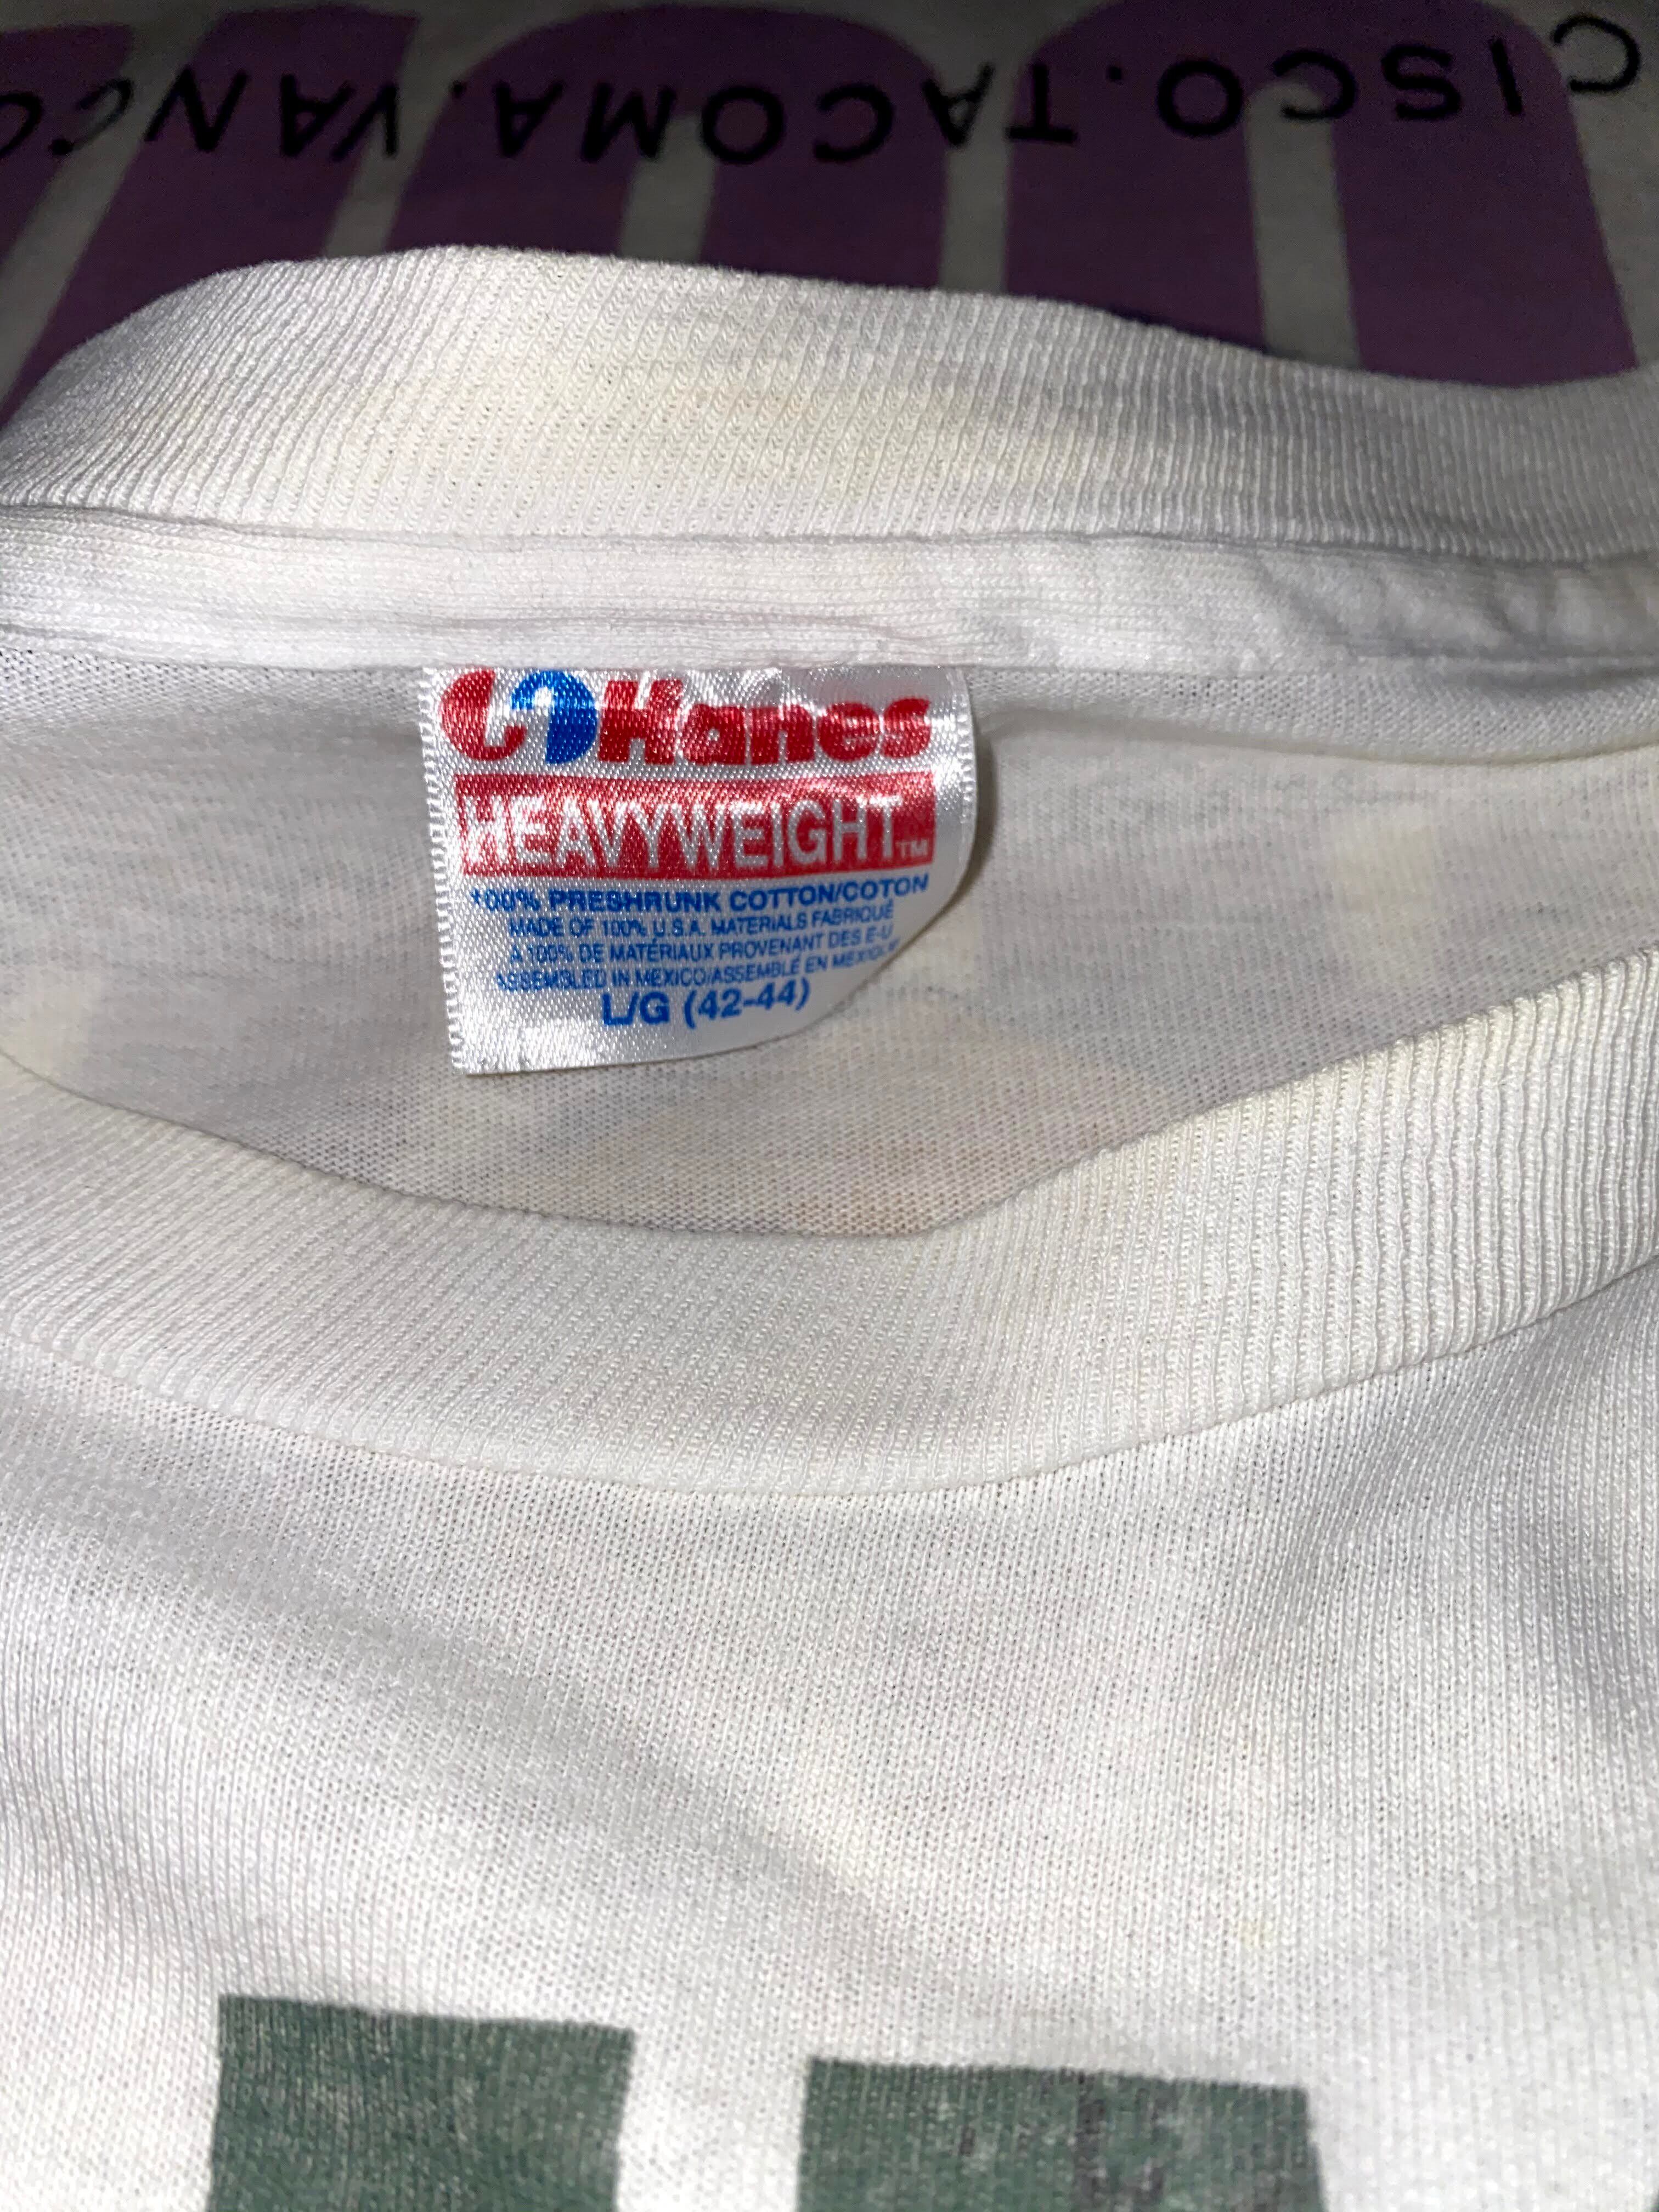 CISCO. TACOMA. VANCO
Hanes
HEAVYWEIGHT™
100% PRESHRUNK COTTON/COTON
MADE OF 100% U.S.A. MATERIALS FABRIQUÉ
À 100% DE MATÉRIAUX PROVENANT DES E-U
ASSEMBLED IN MEXICO/ASSEMBLÉ EN MEXIQUE
L/G (42-44)